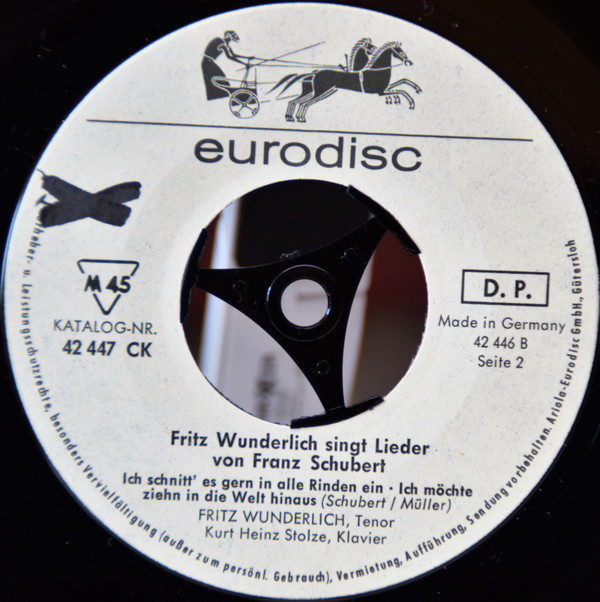 eurodisc
M 45
KATALOG-NR.
42 447 CK
D. P.
Made in Germany
42 446 B
Seite 2
Fritz Wunderlich singt Lieder
von Franz Schubert
Ich schnitt' es gern in alle Rinden ein · Ich möchte
ziehn in die Welt hinaus (Schubert / Müller)
FRITZ WUNDERLICH, Tenor
Kurt Heinz Stolze, Klavier
heber- u. Leistungsschutzrechte, besonders Vervielfältigung (außer zum persönl. Gebrauch), Vermietung, Aufführung, Sendung vorbehalten. Ariola-Eurodisc GmbH., Gütersloh